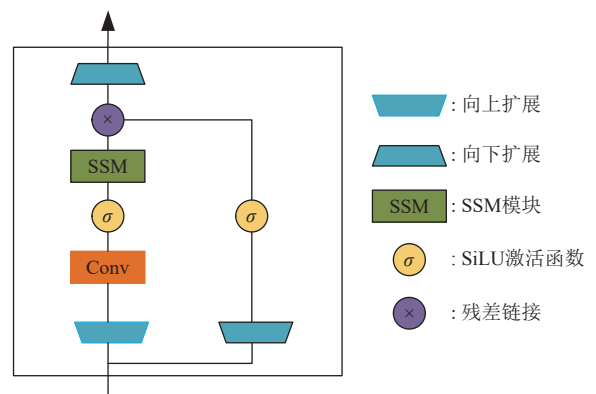 ×
SSM
σ
σ
Conv
: 向上扩展
: 向下扩展
SSM : SSM模块
σ : SiLU激活函数
× : 残差链接